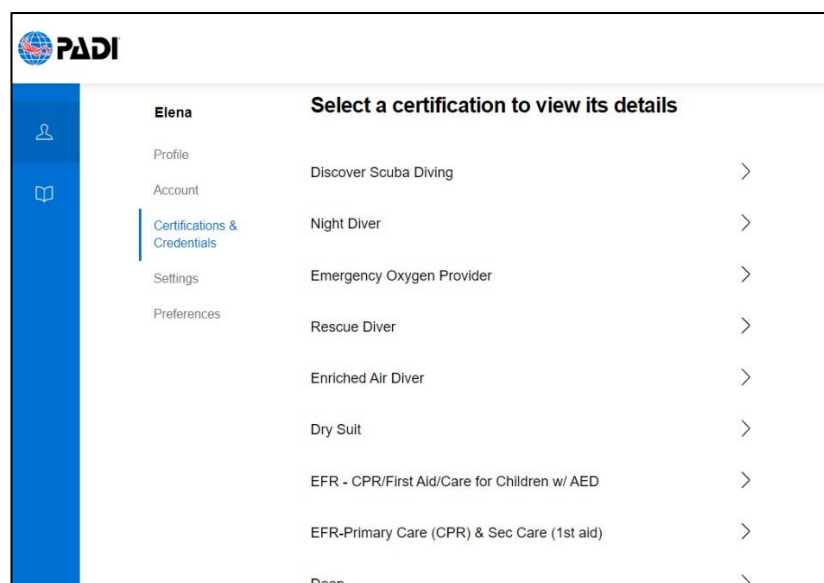 PADI
Elena
Profile
Account
Certifications &
Credentials
Settings
Preferences
Select a certification to view its details
Discover Scuba Diving
Night Diver
Emergency Oxygen Provider
Rescue Diver
Enriched Air Diver
Dry Suit
EFR - CPR/First Aid/Care for Children w/ AED
EFR-Primary Care (CPR) & Sec Care (1st aid)
Deep